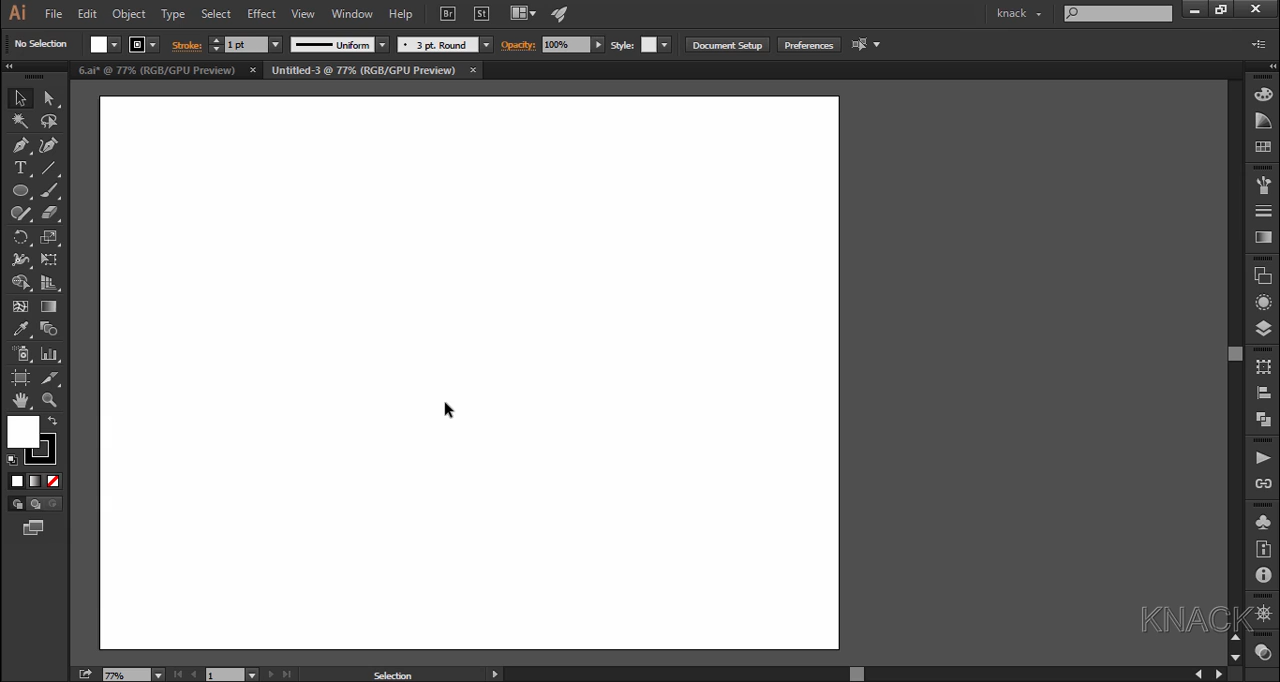 Ai File Edit Object Type Select Effect View Window Help Br St knack
No Selection Stroke: 1 pt Uniform 3 pt. Round Opacity: 100% Style: Document Setup Preferences
6.ai* @ 77% (RGB/GPU Preview) × Untitled-3 @ 77% (RGB/GPU Preview) ×
T
KNACK
77% 1 Selection